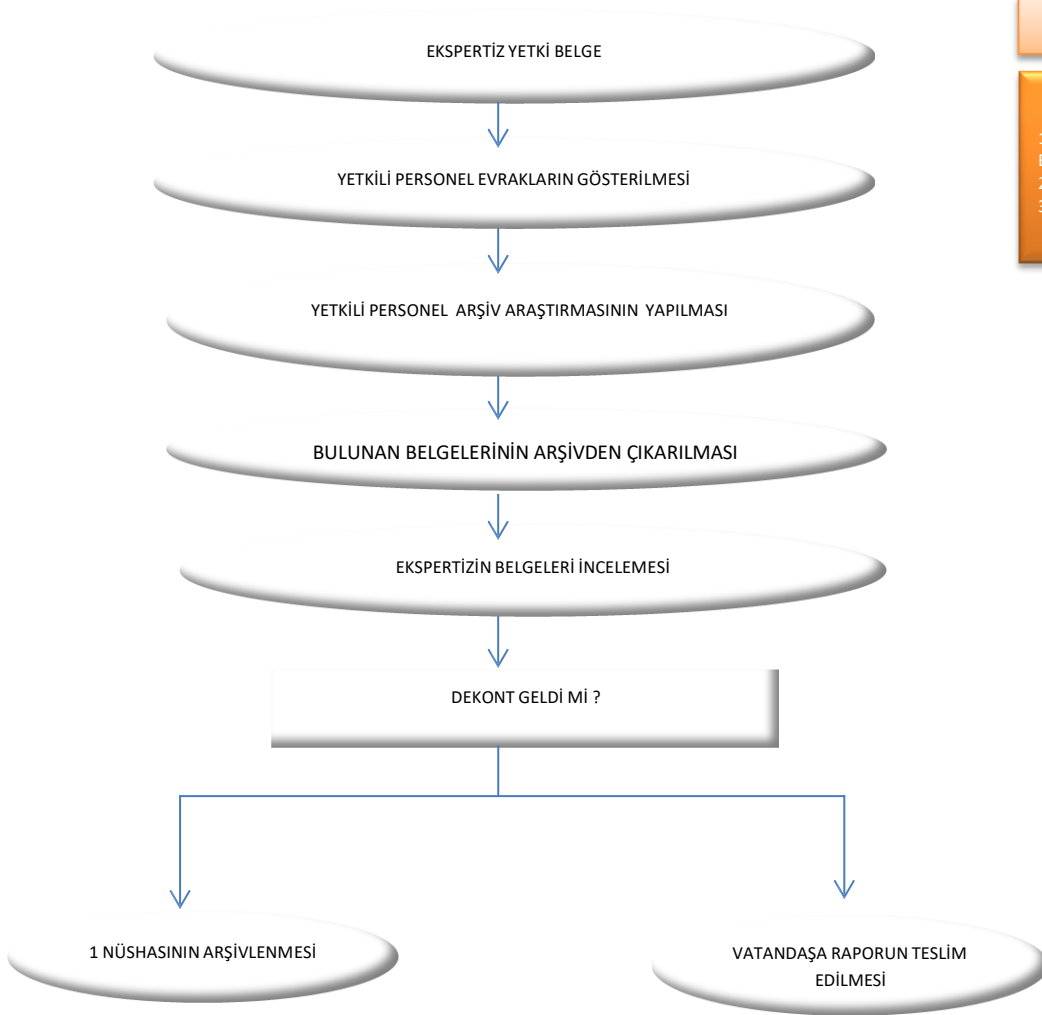 EKSPERTİZ YETKİ BELGE
YETKİLİ PERSONEL EVRAKLARIN GÖSTERİLMESİ
YETKİLİ PERSONEL ARŞİV ARAŞTIRMASININ YAPILMASI
BULUNAN BELGELERİNİN ARŞİVDEN ÇIKARILMASI
EKSPERTİZİN BELGELERİ İNCELEMESİ
DEKONT GELDİ Mİ ?
1 NÜSHASININ ARŞİVLENMESİ
VATANDAŞA RAPORUN TESLİM
EDİLMESİ